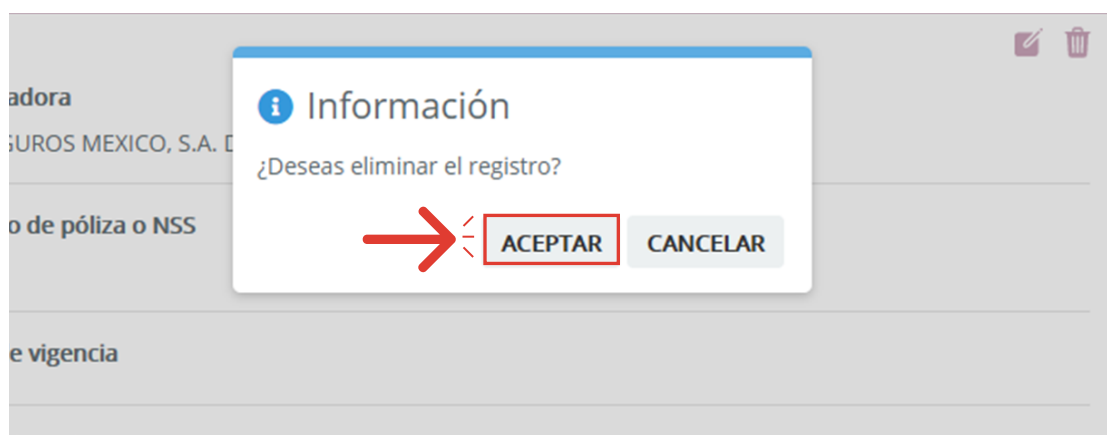 adora
Información
GUROS MEXICO, S.A. D
¿Deseas eliminar el registro?
o de póliza o NSS
ACEPTAR CANCELAR
e vigencia